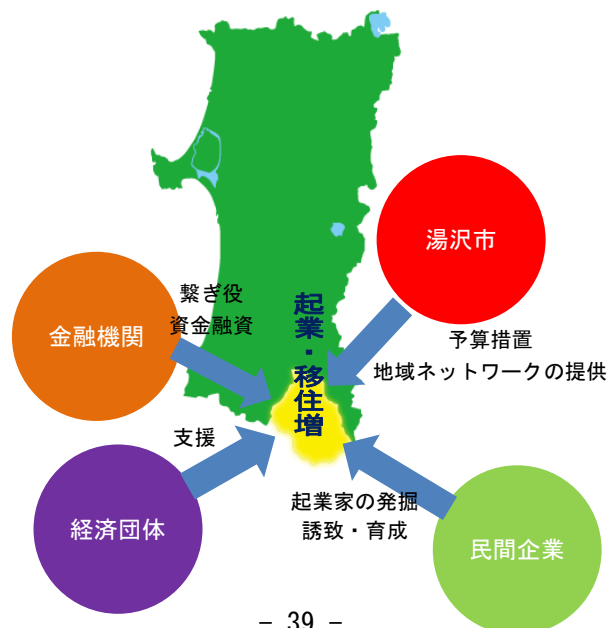 湯沢市
金融機関
繋ぎ役
資金融資
起業・移住増
予算措置
地域ネットワークの提供
支援
経済団体
起業家の発掘
誘致・育成
民間企業
－ 39 －